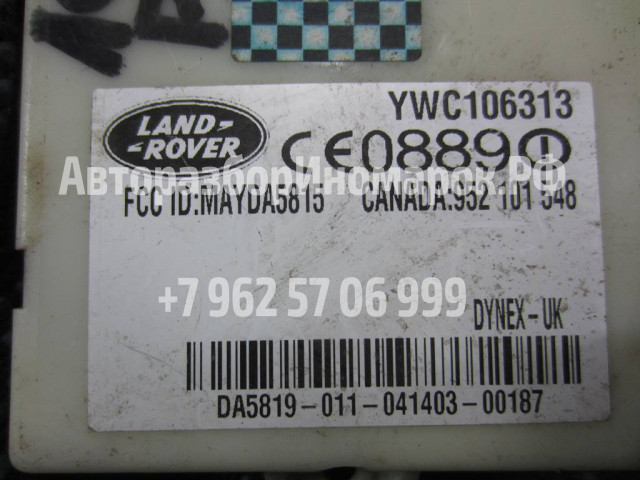 YWC106313
LAND-
-ROVER
CE0889
АвторазборИномарок.РФ
FCC ID:MAYDA5815 CANADA:952 101 548
+7 962 57 06 999
DYNEX-UK
DA5819-011-041403-00187